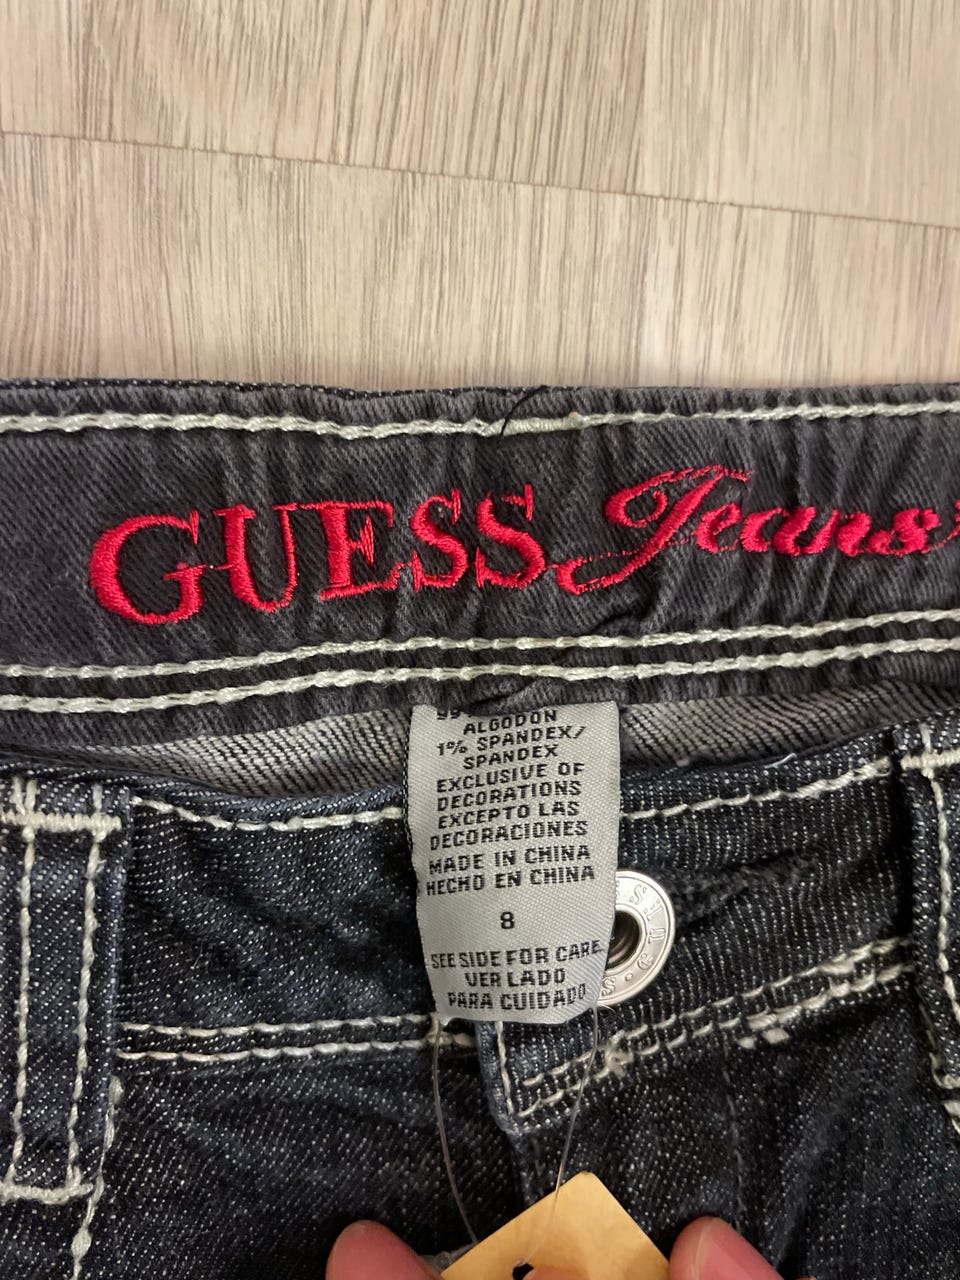 GUESS Jeans
ALGODON
1% SPANDEX/
SPANDEX
EXCLUSIVE OF
DECORATIONS
EXCEPTO LAS
DECORACIONES
MADE IN CHINA
HECHO EN CHINA
8
SEE SIDE FOR CARE
VER LADO
PARA CUIDADO